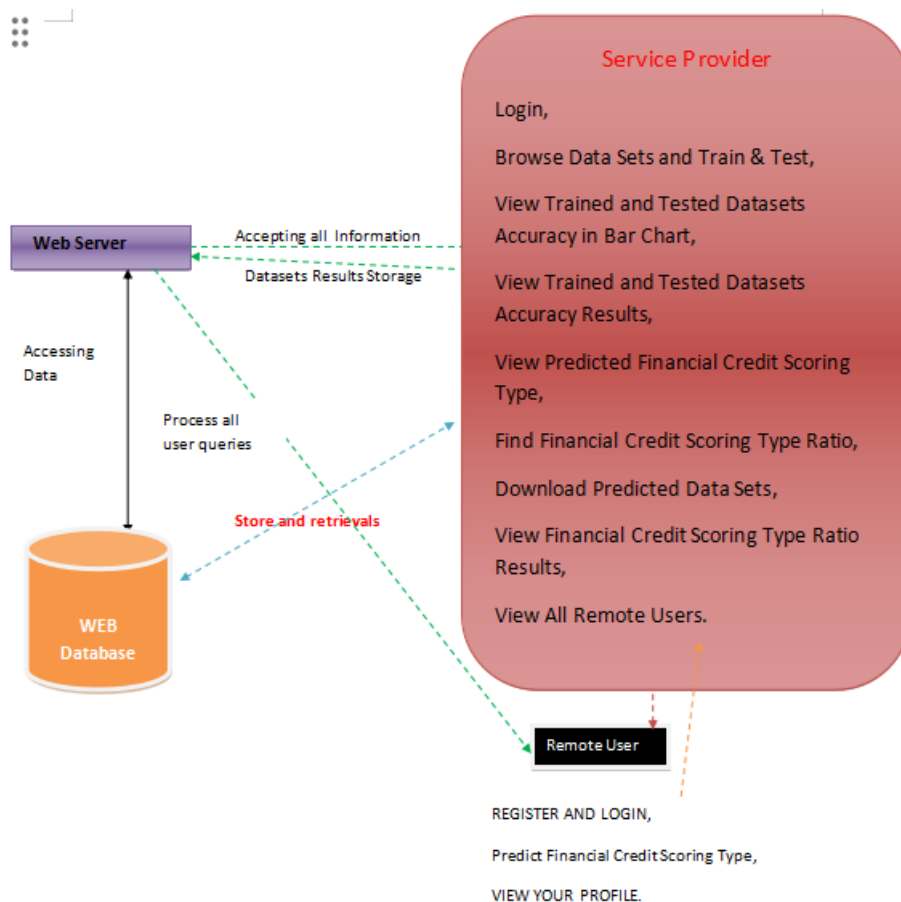 Service Provider
Login,
Browse Data Sets and Train & Test,
View Trained and Tested Datasets
Accuracy in Bar Chart,
View Trained and Tested Datasets
Accuracy Results,
View Predicted Financial Credit Scoring
Type,
Find Financial Credit Scoring Type Ratio,
Download Predicted Data Sets,
View Financial Credit Scoring Type Ratio
Results,
View All Remote Users.
Web Server
Accepting all Information
Datasets Results Storage
Accessing
Data
Process all
user queries
Store and retrievals
WEB
Database
Remote User
REGISTER AND LOGIN,
Predict Financial Credit Scoring Type,
VIEW YOUR PROFILE.